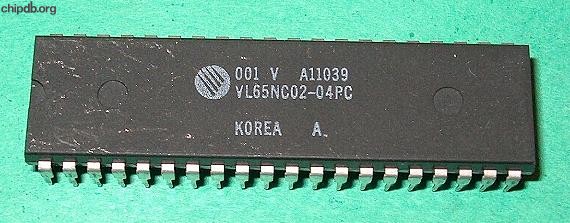 chipdb.org
001 V A11039
VL65NC02-04PC
KOREA A.